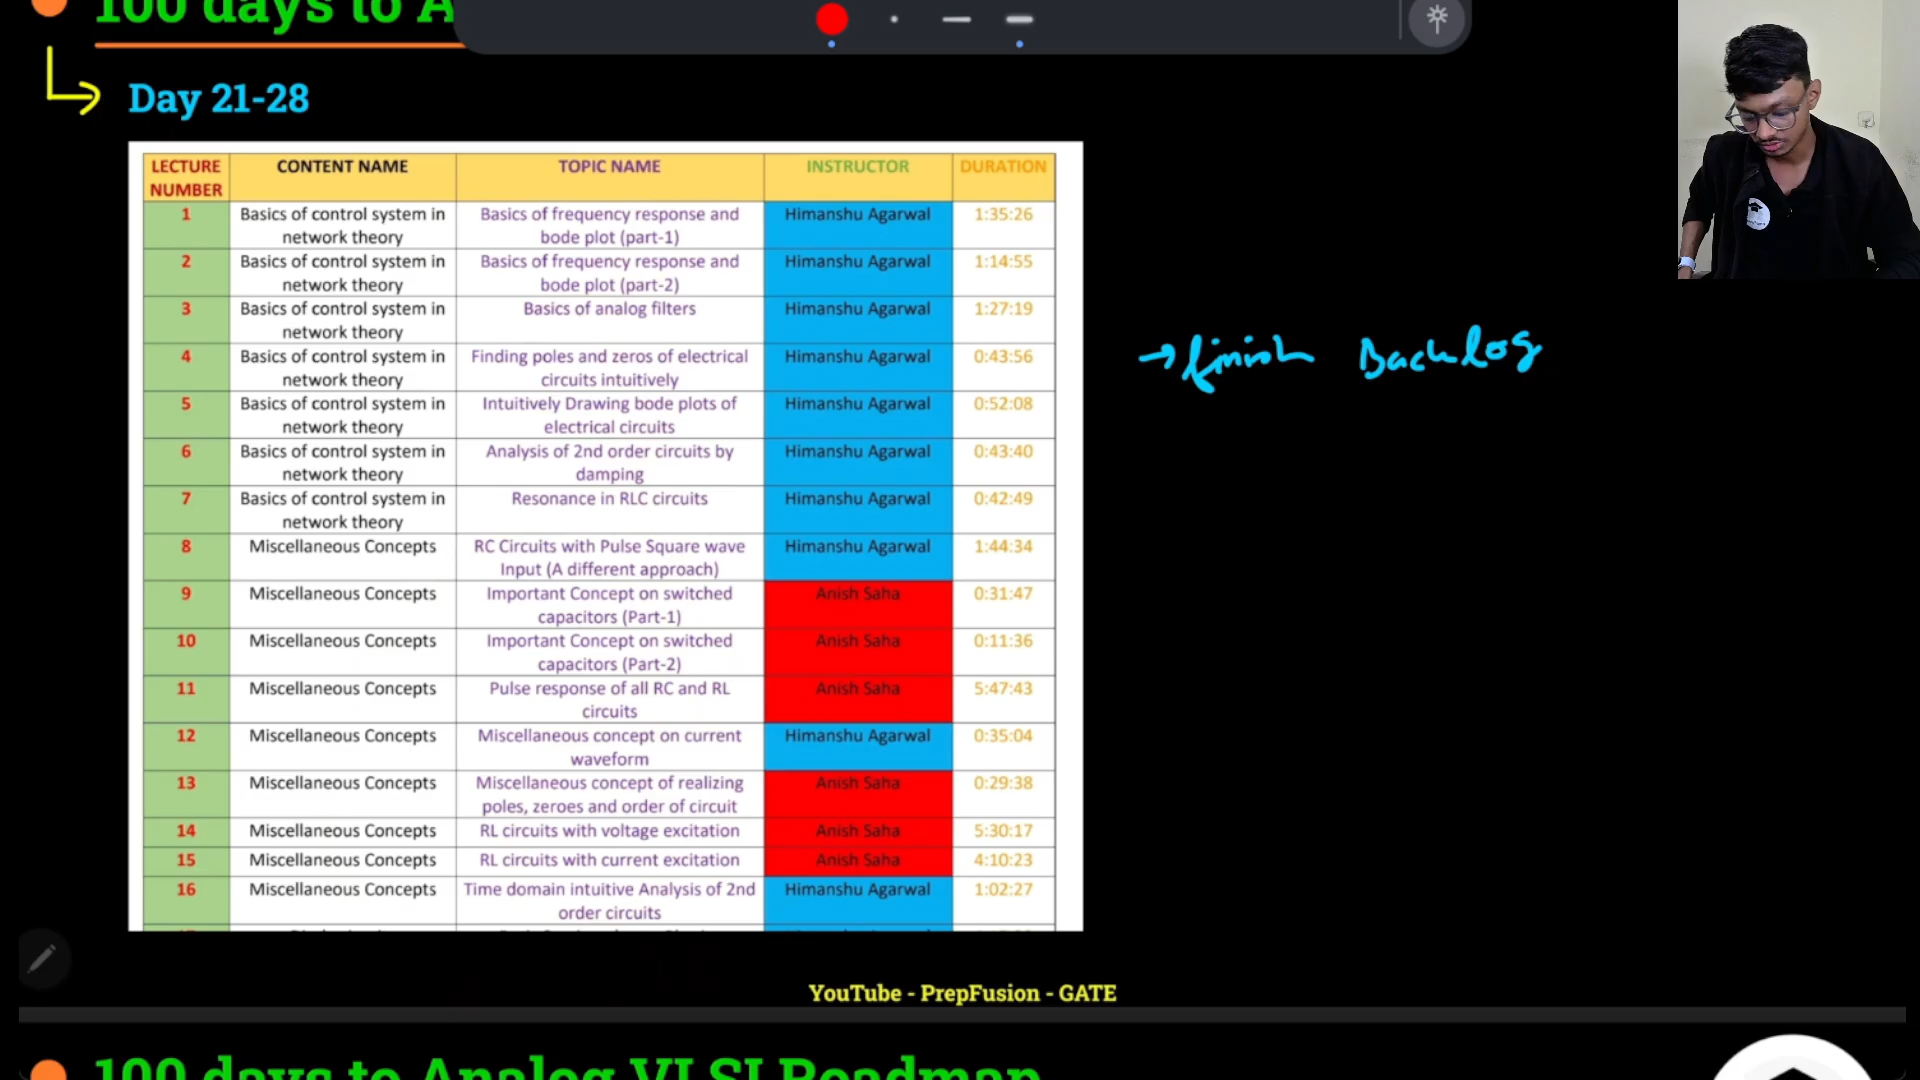 100 days to A
Day 21-28
LECTURE NUMBER CONTENT NAME TOPIC NAME INSTRUCTOR DURATION
1 Basics of control system in network theory Basics of frequency response and bode plot (part-1) Himanshu Agarwal 1:35:26
2 Basics of control system in network theory Basics of frequency response and bode plot (part-2) Himanshu Agarwal 1:14:55
3 Basics of control system in network theory Basics of analog filters Himanshu Agarwal 1:27:19
4 Basics of control system in network theory Finding poles and zeros of electrical circuits intuitively Himanshu Agarwal 0:43:56
5 Basics of control system in network theory Intuitively Drawing bode plots of electrical circuits Himanshu Agarwal 0:52:08
6 Basics of control system in network theory Analysis of 2nd order circuits by damping Himanshu Agarwal 0:43:40
7 Basics of control system in network theory Resonance in RLC circuits Himanshu Agarwal 0:42:49
8 Miscellaneous Concepts RC Circuits with Pulse Square wave Input (A different approach) Himanshu Agarwal 1:44:34
9 Miscellaneous Concepts Important Concept on switched capacitors (Part-1) Anish Saha 0:31:47
10 Miscellaneous Concepts Important Concept on switched capacitors (Part-2) Anish Saha 0:11:36
11 Miscellaneous Concepts Pulse response of all RC and RL circuits Anish Saha 5:47:43
12 Miscellaneous Concepts Miscellaneous concept on current waveform Himanshu Agarwal 0:35:04
13 Miscellaneous Concepts Miscellaneous concept of realizing poles, zeroes and order of circuit Anish Saha 0:29:38
14 Miscellaneous Concepts RL circuits with voltage excitation Anish Saha 5:30:17
15 Miscellaneous Concepts RL circuits with current excitation Anish Saha 4:10:23
16 Miscellaneous Concepts Time domain intuitive Analysis of 2nd order circuits Himanshu Agarwal 1:02:27
→ finish Backlog
YouTube - PrepFusion - GATE
100 days to Analog VLSI Roadmap